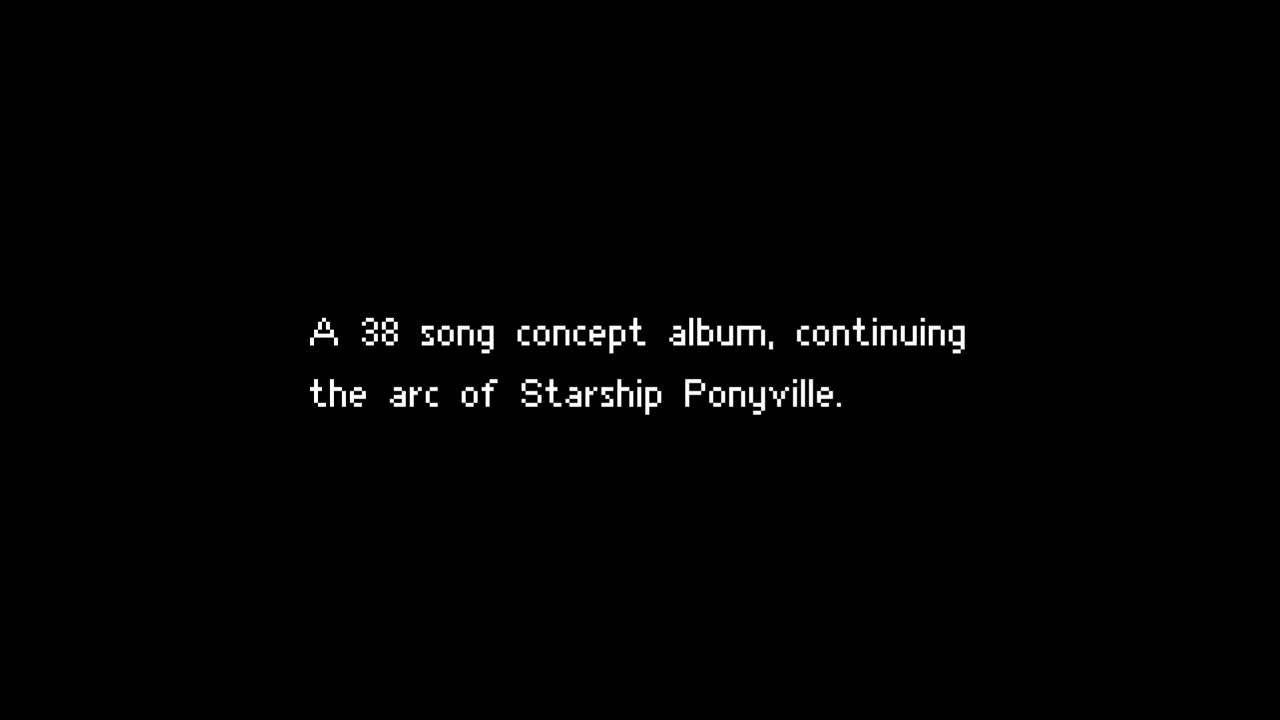 A 38 song concept album, continuing
the arc of Starship Ponyville.